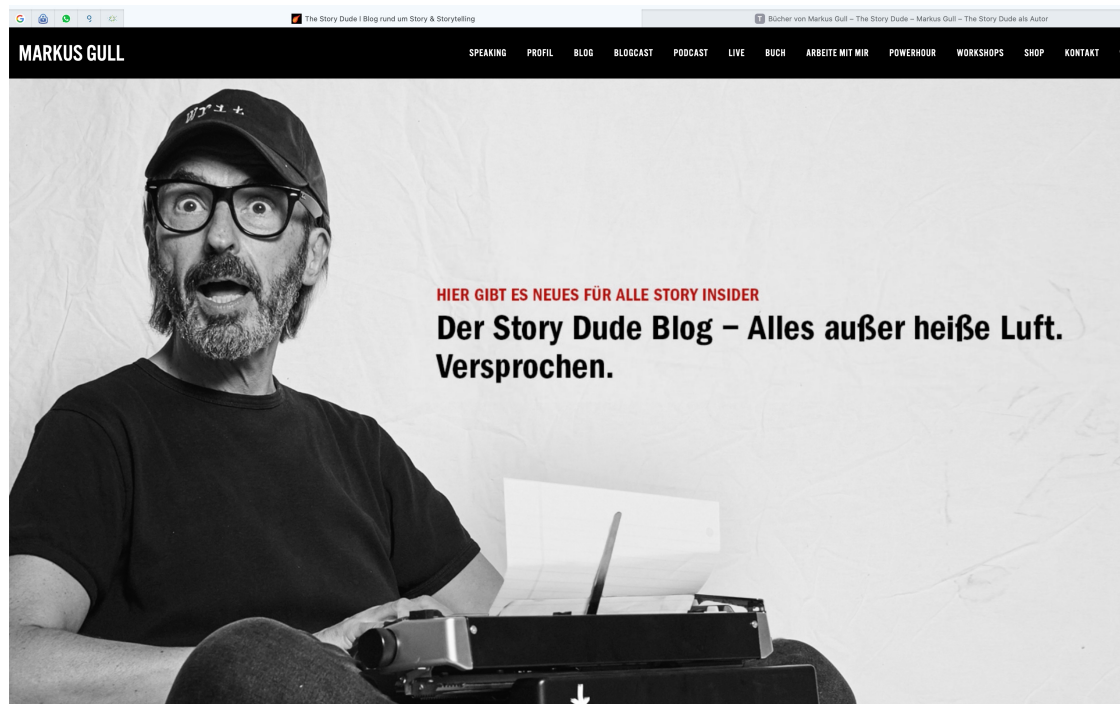 The Story Dude I Blog rund um Story & Storytelling
Bücher von Markus Gull – The Story Dude – Markus Gull – The Story Dude als Autor
MARKUS GULL
SPEAKING PROFIL BLOG BLOGCAST PODCAST LIVE BUCH ARBEITE MIT MIR POWERHOUR WORKSHOPS SHOP KONTAKT
HIER GIBT ES NEUES FÜR ALLE STORY INSIDER
Der Story Dude Blog – Alles außer heiße Luft.
Versprochen.